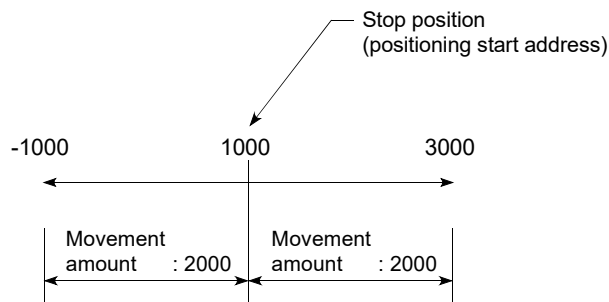 Stop position
(positioning start address)
-1000 1000 3000
Movement Movement
amount : 2000 amount : 2000